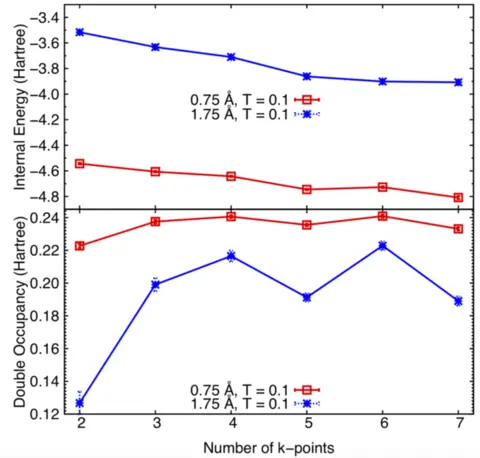 Internal Energy (Hartree)
−3.4
−3.6
−3.8
−4.0
−4.2
−4.4
−4.6
−4.8
0.75 Å, T = 0.1
1.75 Å, T = 0.1
Double Occupancy (Hartree)
0.24
0.22
0.20
0.18
0.16
0.14
0.12
0.75 Å, T = 0.1
1.75 Å, T = 0.1
2 3 4 5 6 7
Number of k−points